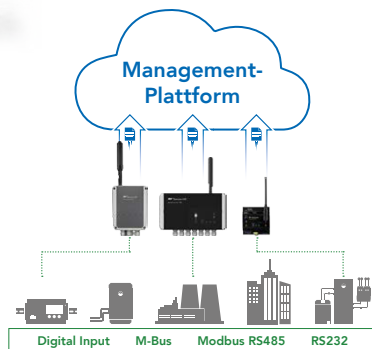 Management-
Plattform
Digital Input M-Bus Modbus RS485 RS232